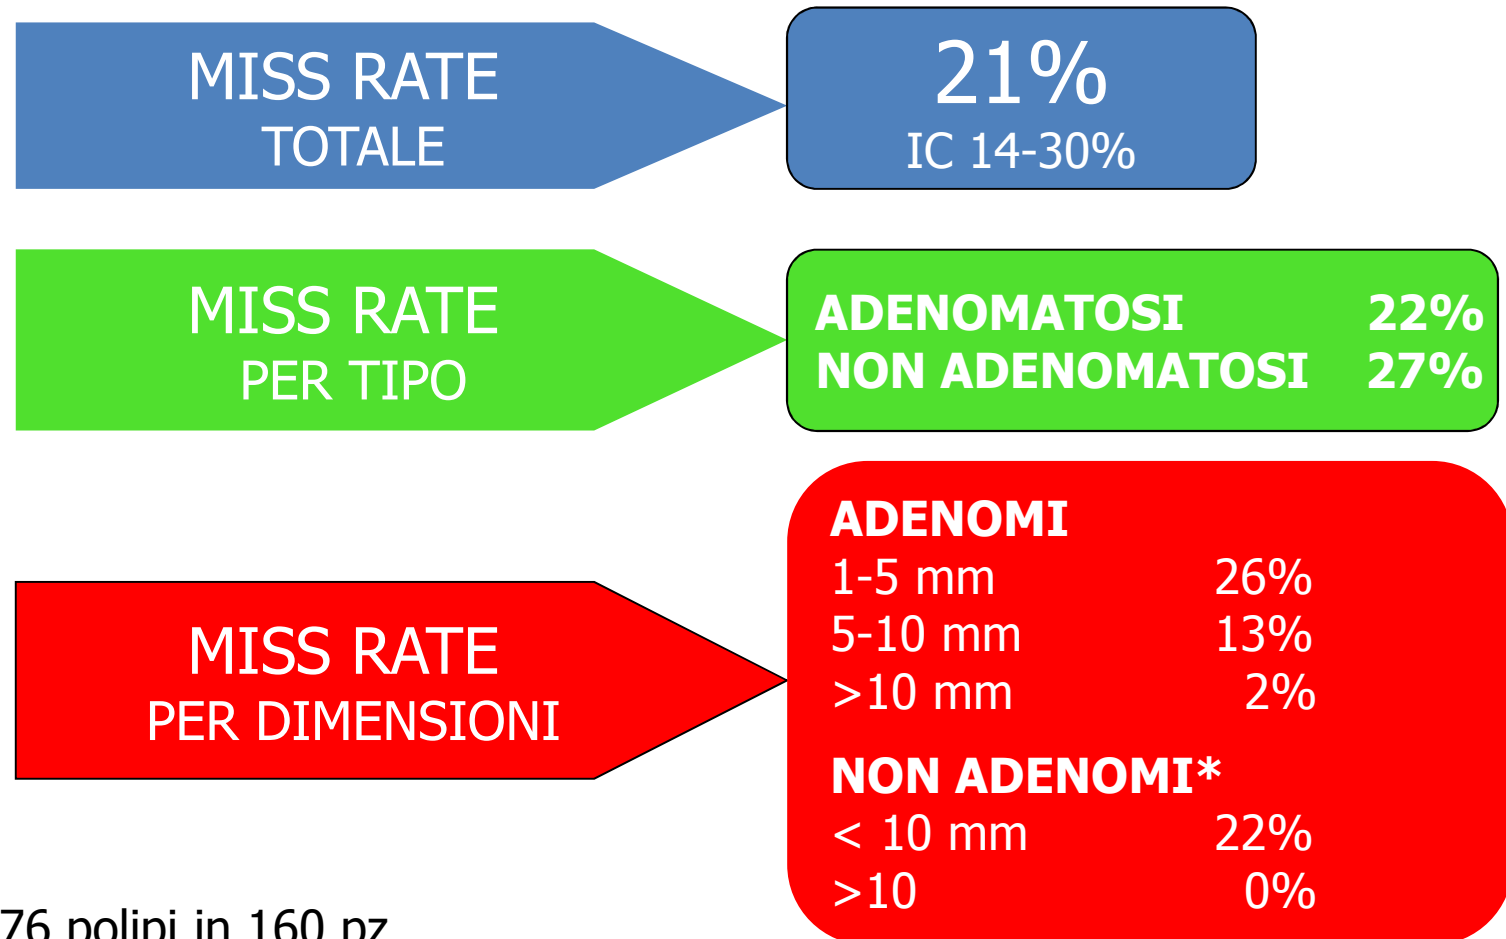 MISS RATE
TOTALE
21%
IC 14-30%
MISS RATE
PER TIPO
ADENOMATOSI 22%
NON ADENOMATOSI 27%
MISS RATE
PER DIMENSIONI
ADENOMI
1-5 mm 26%
5-10 mm 13%
>10 mm 2%
NON ADENOMI*
< 10 mm 22%
>10 0%
76 polipi in 160 pz